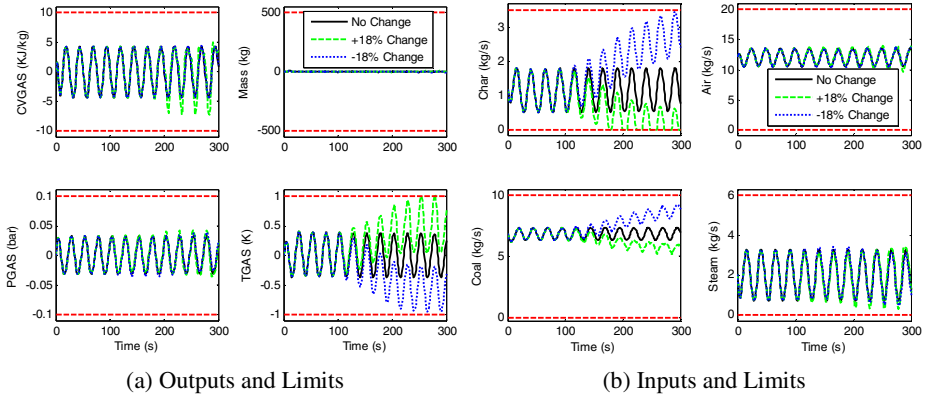 10
5
0
-5
-10
CVGAS (KJ/kg)
0 100 200 300
500
0
-500
Mass (kg)
No Change
+18% Change
-18% Change
0 100 200 300
0.1
0.05
0
-0.05
-0.1
PGAS (bar)
0 100 200 300
Time (s)
1
0.5
0
-0.5
-1
TGAS (K)
0 100 200 300
Time (s)
(a) Outputs and Limits
3
2
1
0
Char (kg/s)
0 100 200 300
20
15
10
5
0
Air (kg/s)
No Change
+18% Change
-18% Change
0 100 200 300
10
5
0
Coal (kg/s)
0 100 200 300
Time (s)
6
4
2
0
Steam (kg/s)
0 100 200 300
Time (s)
(b) Inputs and Limits